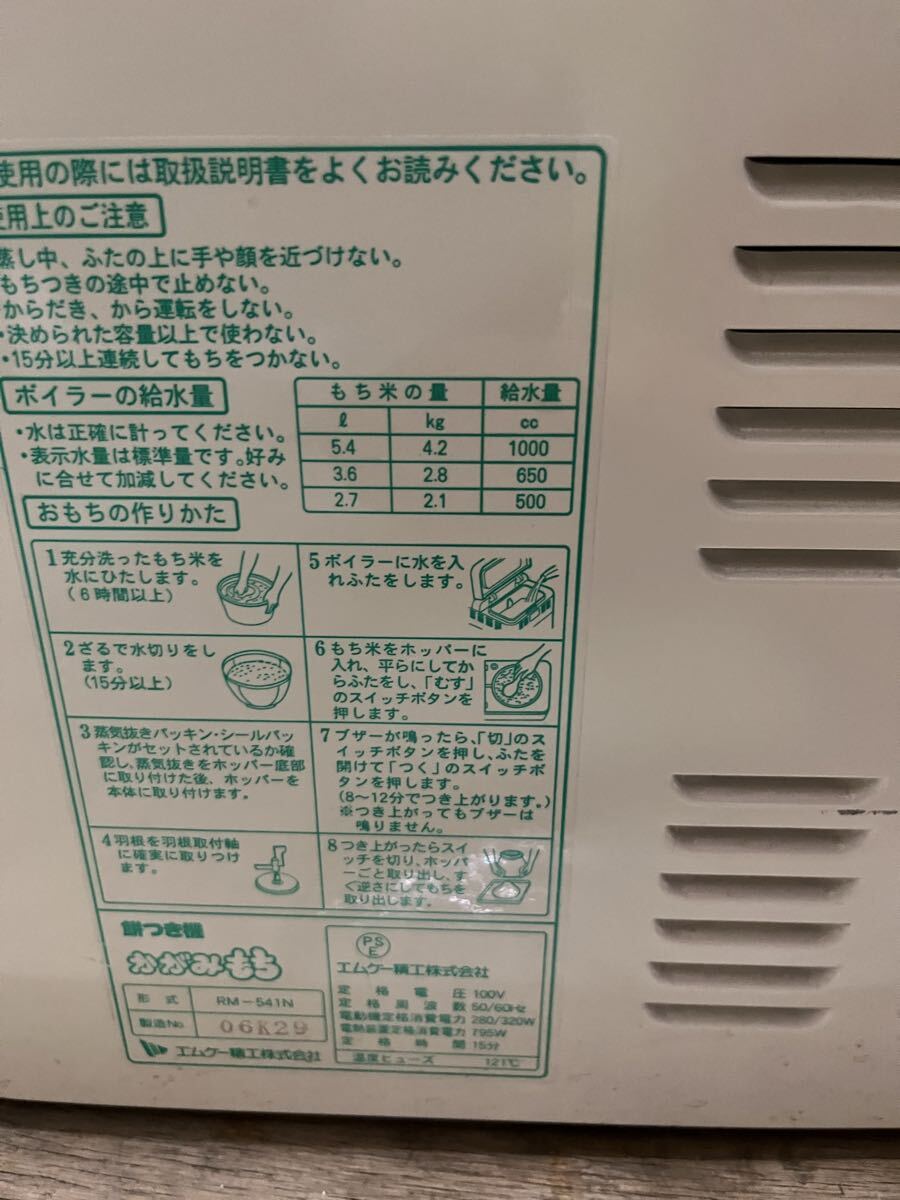 使用の際には取扱説明書をよくお読みください。
使用上のご注意
蒸し中、ふたの上に手や顔を近づけない。
もちつきの途中で止めない。
・からだき、から運転をしない。
・決められた容量以上で使わない。
・15分以上連続してもちをつかない。
ボイラーの給水量
・水は正確に計ってください。
・表示水量は標準量です。好み
に合せて加減してください。
もち米の量 給水量
ℓ kg cc
5.4 4.2 1000
3.6 2.8 650
2.7 2.1 500
おもちの作りかた
1 充分洗ったもち米を
水にひたします。
(6時間以上)
2 ざるで水切りをし
ます。
(15分以上)
3 蒸気抜きパッキン・シールパッ
キンがセットされているか確
認し、蒸気抜きをホッパー底部
に取り付けた後、ホッパーを
本体に取り付けます。
4 羽根を羽根取付軸
に確実に取りつけ
ます。
5 ボイラーに水を入
れふたをします。
6 もち米をホッパーに
入れ、平らにしてか
らふたをし、「むす」
のスイッチボタンを
押します。
7 ブザーが鳴ったら、「切」のス
イッチボタンを押し、ふたを
開けて「つく」のスイッチボ
タンを押します。
(8〜12分でつき上がります。)
※つき上がってもブザーは
鳴りません。
8 つき上がったらスイ
ッチを切り、ホッパ
ーごと取り出し、す
ぐ逆さにしてもちを
取り出します。
餅つき機
かがみもち
形式 RM-541N
製造No. 06K29
エムケー精工株式会社
PSE
エムケー精工株式会社
定格電圧 100V
定格周波数 50/60Hz
電動機定格消費電力 280/320W
電熱装置定格消費電力 795W
定格時間 15分
温度ヒューズ 121℃